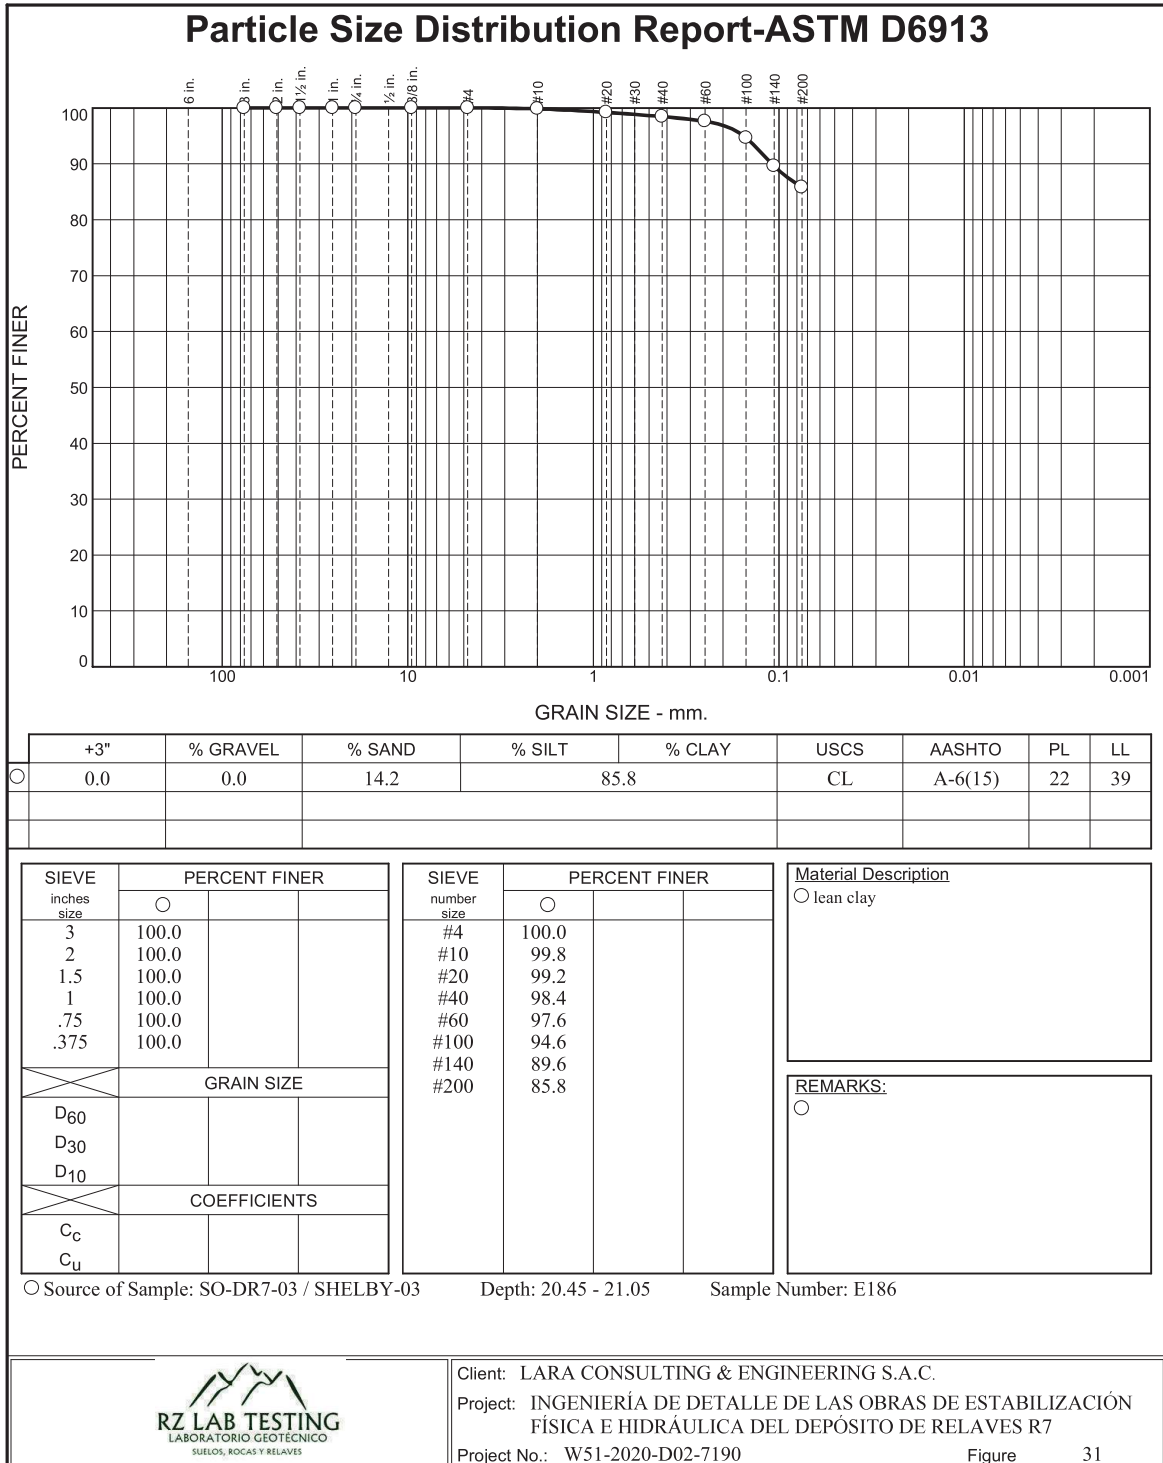 Particle Size Distribution Report-ASTM D6913
6 in.
3 in.
2 in.
1½ in.
1 in.
¾ in.
½ in.
3/8 in.
#4
#10
#20
#30
#40
#60
#100
#140
#200
PERCENT FINER
100
90
80
70
60
50
40
30
20
10
0
100 10 1 0.1 0.01 0.001
GRAIN SIZE - mm.
+3" % GRAVEL % SAND % SILT % CLAY USCS AASHTO PL LL
0.0 0.0 14.2 85.8 CL A-6(15) 22 39
SIEVE PERCENT FINER
inches
size
3 100.0
2 100.0
1.5 100.0
1 100.0
.75 100.0
.375 100.0
GRAIN SIZE
D60
D30
D10
COEFFICIENTS
Cc
Cu
SIEVE PERCENT FINER
number
size
#4 100.0
#10 99.8
#20 99.2
#40 98.4
#60 97.6
#100 94.6
#140 89.6
#200 85.8
Material Description
lean clay
REMARKS:
Source of Sample: SO-DR7-03 / SHELBY-03 Depth: 20.45 - 21.05 Sample Number: E186
RZ LAB TESTING
LABORATORIO GEOTÉCNICO
SUELOS, ROCAS Y RELAVES
Client: LARA CONSULTING & ENGINEERING S.A.C.
Project: INGENIERÍA DE DETALLE DE LAS OBRAS DE ESTABILIZACIÓN
FÍSICA E HIDRÁULICA DEL DEPÓSITO DE RELAVES R7
Project No.: W51-2020-D02-7190 Figure 31